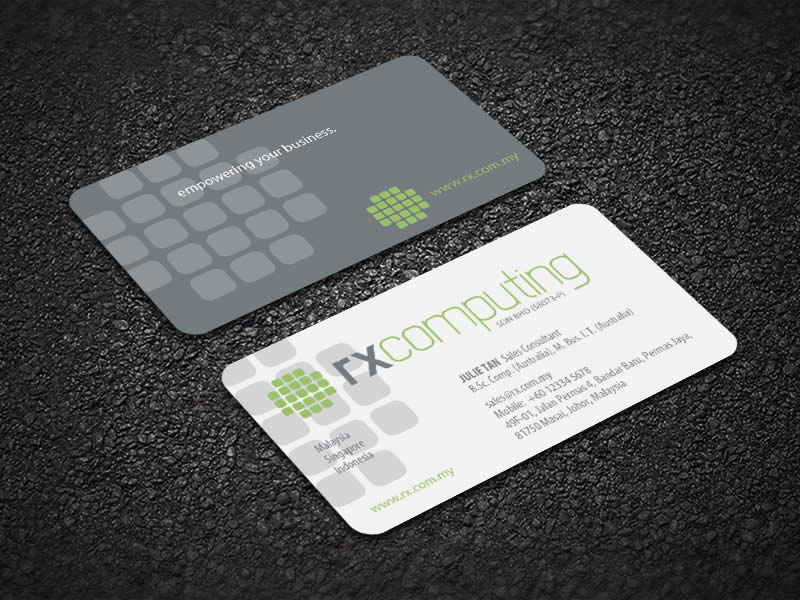 empowering your business.
www.rx.com.my
rxcomputing
SDN BHD (58073-P)
JULIE TAN Sales Consultant
B.Sc. Comp. (Australia), M. Bus. I. T. (Australia)
sales@rx.com.my
Mobile: +60 12334 5678
49F-01, Jalan Permas 4, Bandar Baru, Permas Jaya,
81750 Masai, Johor, Malaysia
Malaysia
Singapore
Indonesia
www.rx.com.my